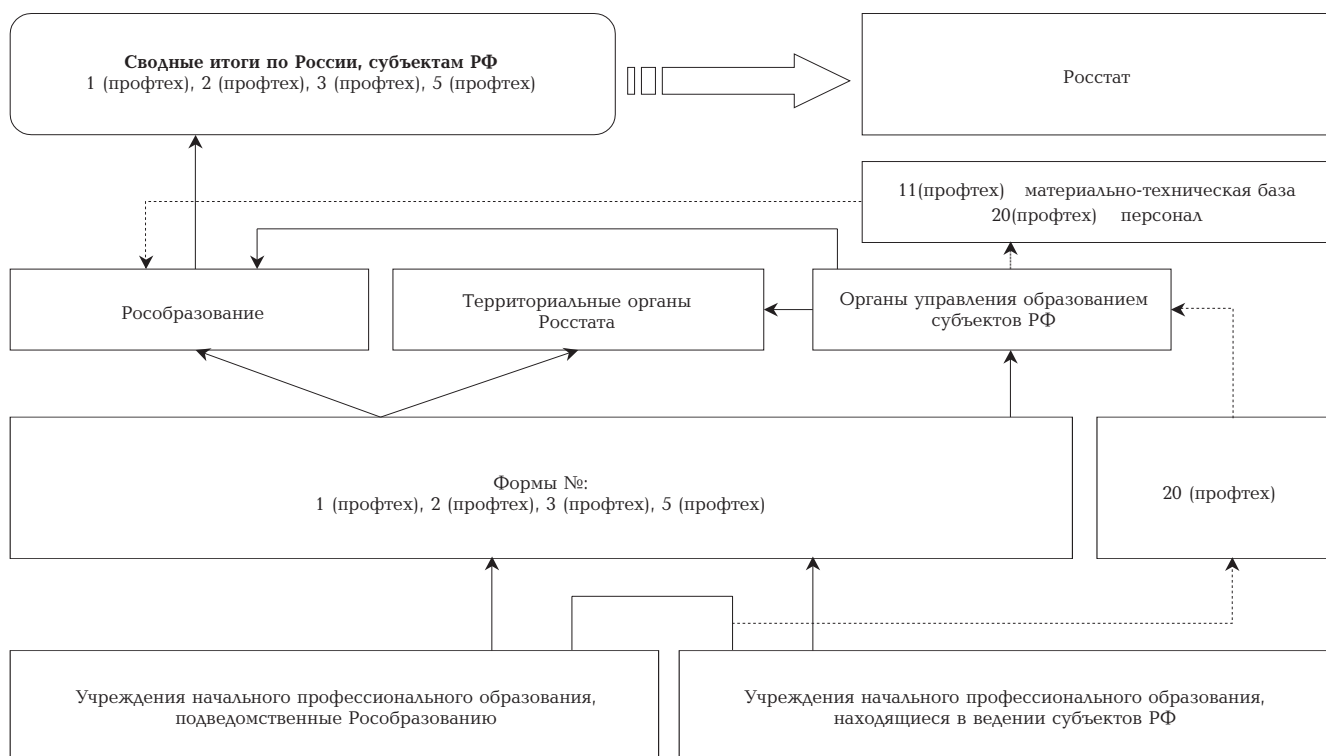 Сводные итоги по России, субъектам РФ
1 (профтех), 2 (профтех), 3 (профтех), 5 (профтех)
Росстат
11(профтех) материально-техническая база
20(профтех) персонал
Рособразование
Территориальные органы
Росстата
Органы управления образованием
субъектов РФ
Формы №:
1 (профтех), 2 (профтех), 3 (профтех), 5 (профтех)
20 (профтех)
Учреждения начального профессионального образования,
подведомственные Рособразованию
Учреждения начального профессионального образования,
находящиеся в ведении субъектов РФ